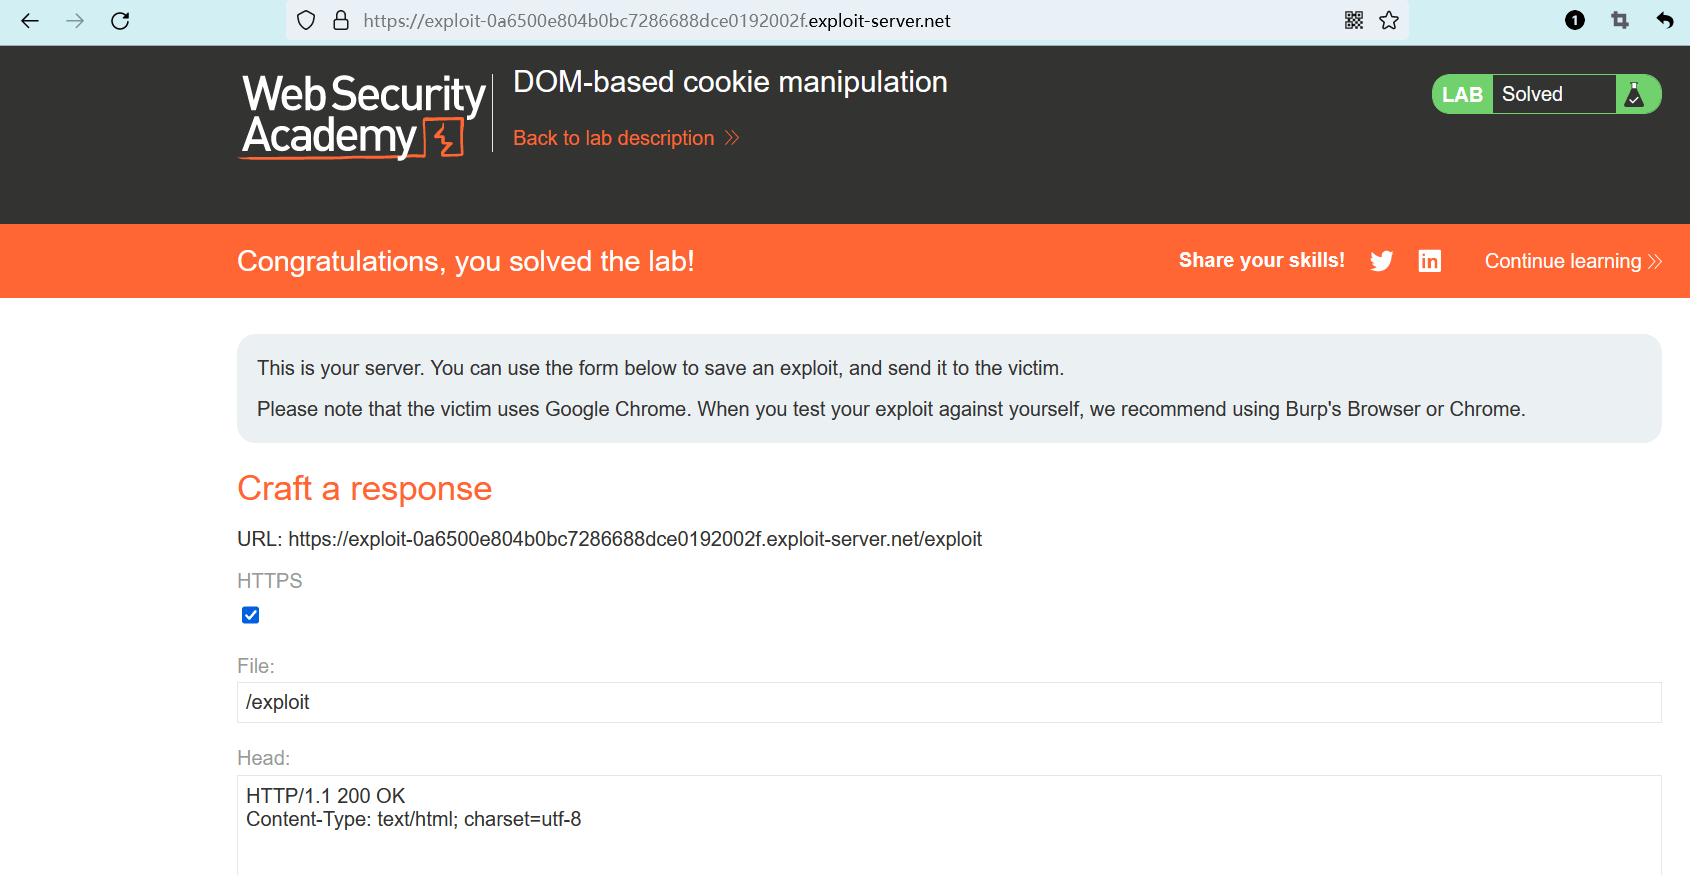 https://exploit-0a6500e804b0bc7286688dce0192002f.exploit-server.net
1
Web Security
Academy
DOM-based cookie manipulation
Back to lab description
LAB Solved
Congratulations, you solved the lab!
Share your skills!
in
Continue learning
This is your server. You can use the form below to save an exploit, and send it to the victim.
Please note that the victim uses Google Chrome. When you test your exploit against yourself, we recommend using Burp's Browser or Chrome.
Craft a response
URL: https://exploit-0a6500e804b0bc7286688dce0192002f.exploit-server.net/exploit
HTTPS
File:
/exploit
Head:
HTTP/1.1 200 OK
Content-Type: text/html; charset=utf-8